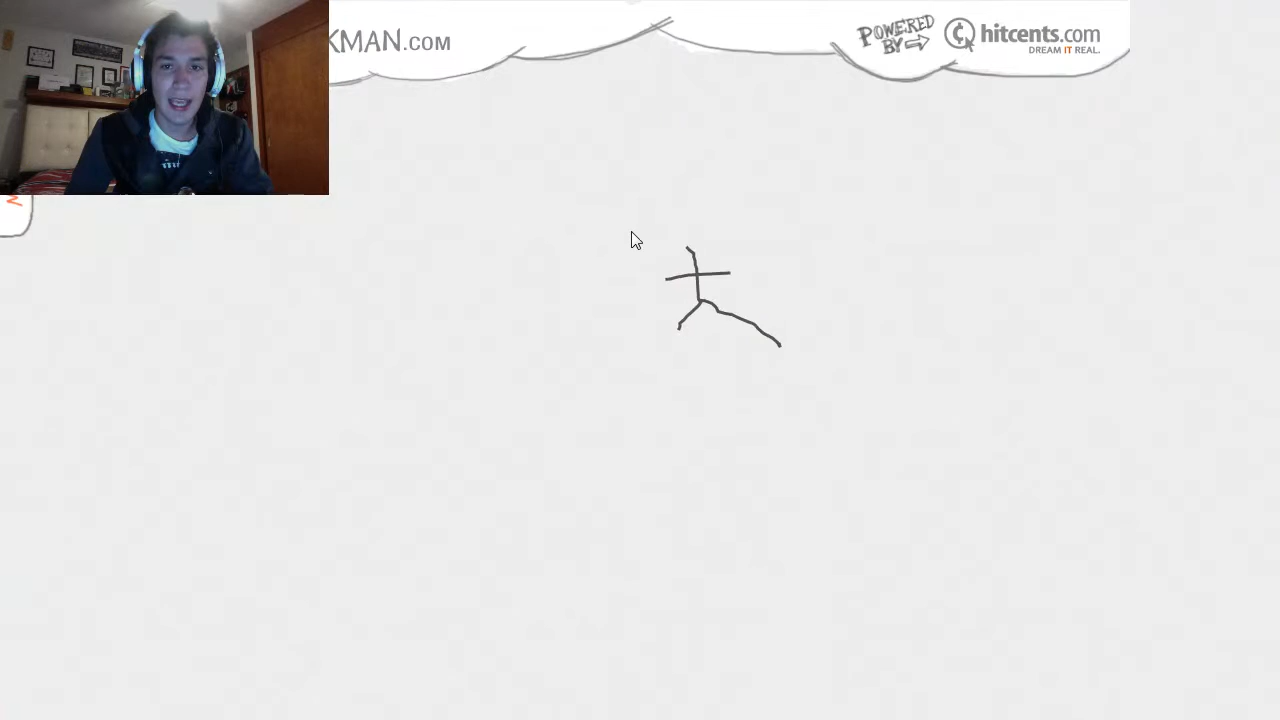 KMAN.COM
POWERED
BY
hitcents.com
DREAM IT REAL.